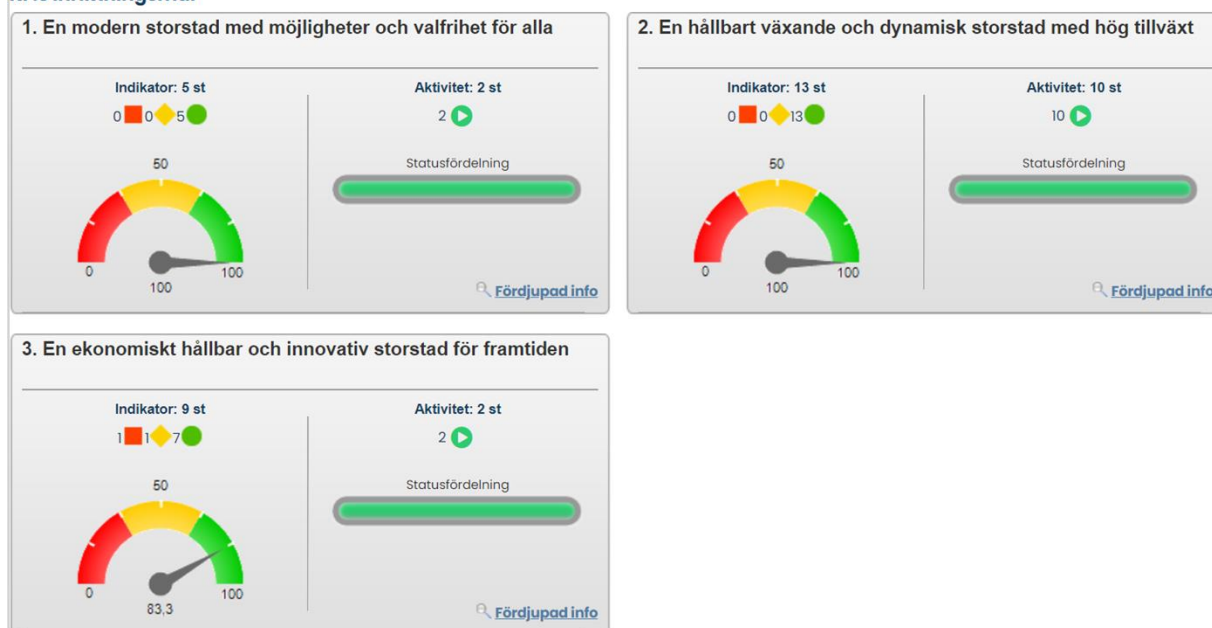 1. En modern storstad med möjligheter och valfrihet för alla
Indikator: 5 st
Aktivitet: 2 st
0 0 5
2
50
Statusfördelning
0
100
100
Fördjupad info
2. En hållbart växande och dynamisk storstad med hög tillväxt
Indikator: 13 st
Aktivitet: 10 st
0 0 13
10
50
Statusfördelning
0
100
100
Fördjupad info
3. En ekonomiskt hållbar och innovativ storstad för framtiden
Indikator: 9 st
Aktivitet: 2 st
1 1 7
2
50
Statusfördelning
0
100
83,3
Fördjupad info